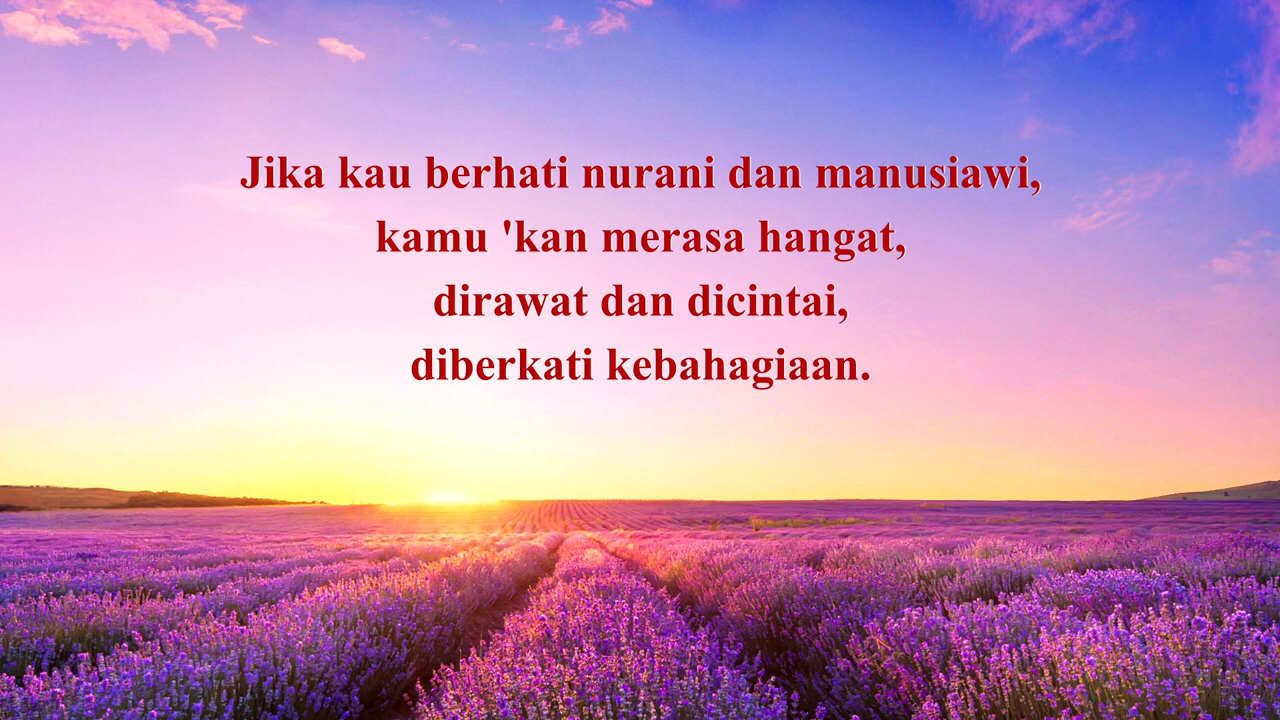 Jika kau berhati nurani dan manusiawi,
kamu 'kan merasa hangat,
dirawat dan dicintai,
diberkati kebahagiaan.